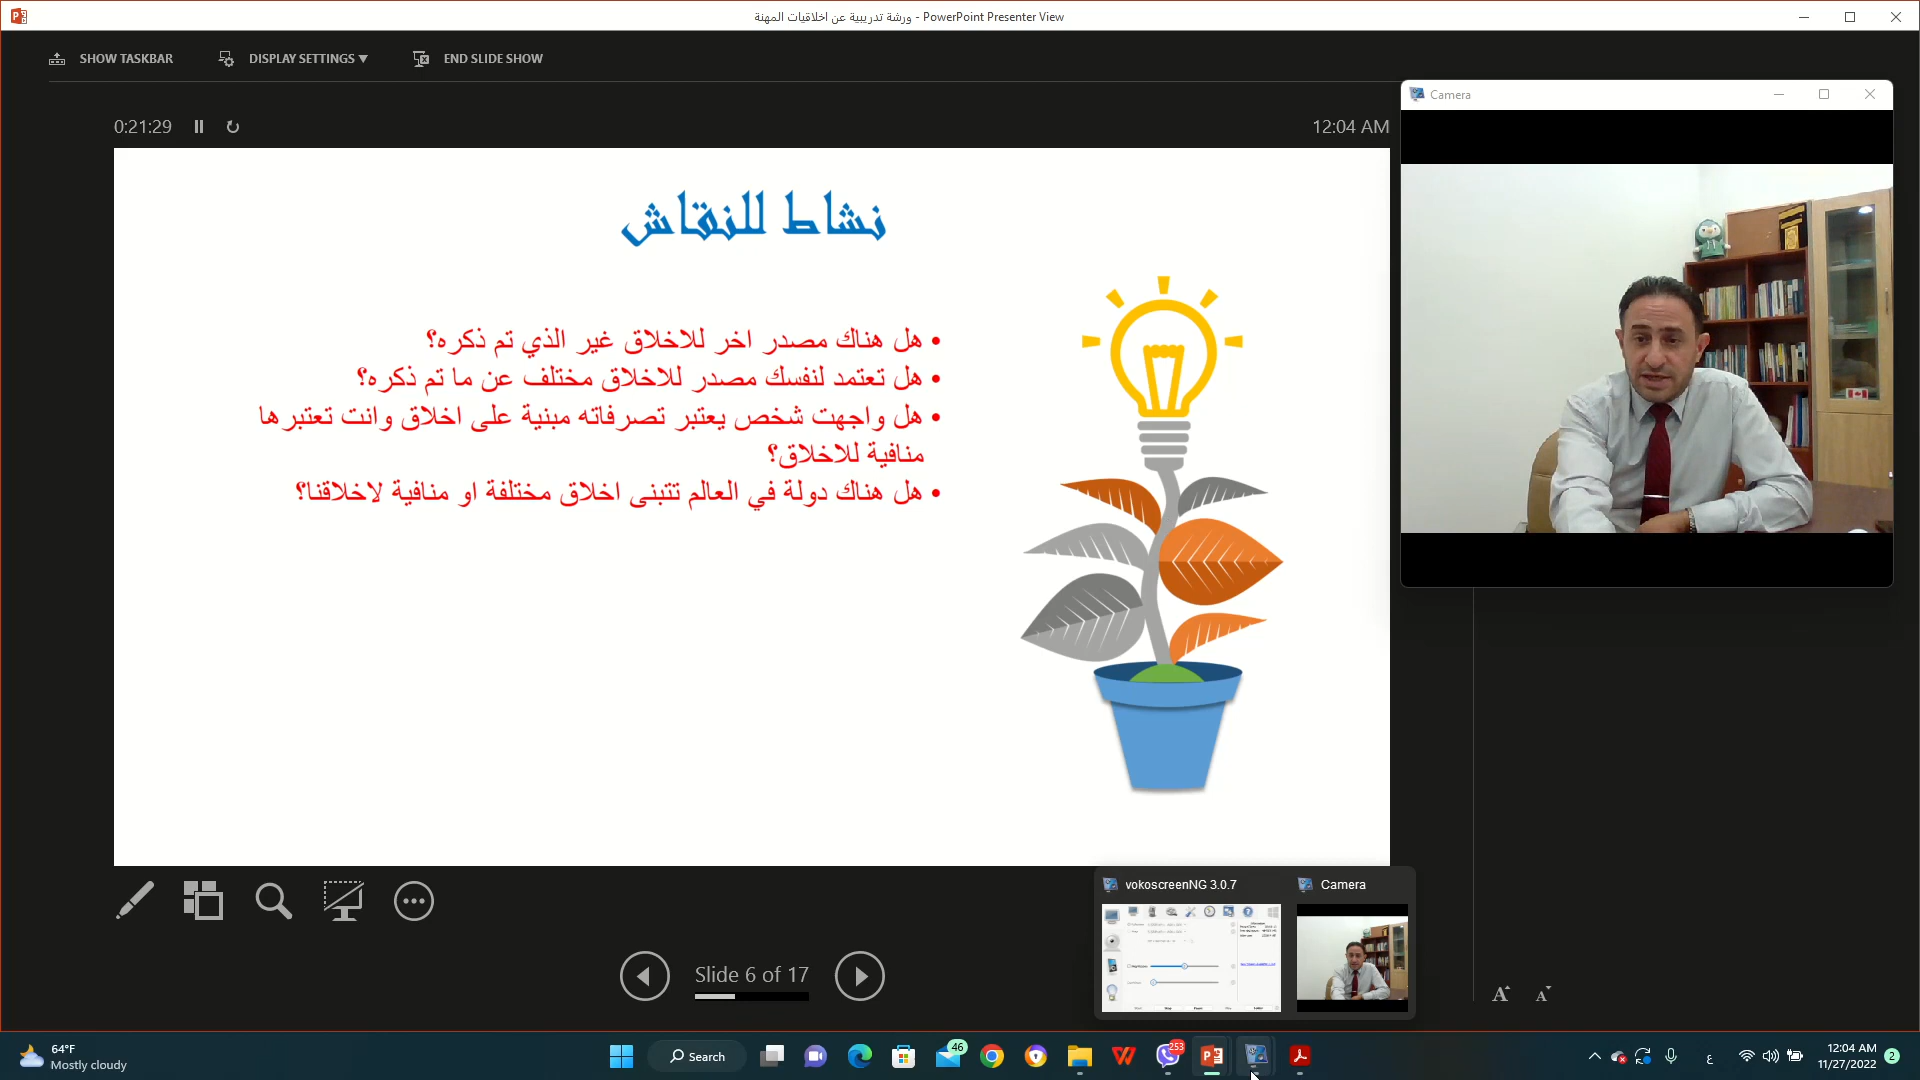 ورشة تدريبية عن اخلاقيات المهنة - PowerPoint Presenter View
SHOW TASKBAR
DISPLAY SETTINGS
END SLIDE SHOW
Camera
0:21:29
12:04 AM
نشاط للنقاش
• هل هناك مصدر اخر للاخلاق غير الذي تم ذكره؟
• هل تعتمد لنفسك مصدر للاخلاق مختلف عن ما تم ذكره؟
• هل واجهت شخص يعتبر تصرفاته مبنية على اخلاق وانت تعتبرها
منافية للاخلاق؟
• هل هناك دولة في العالم تتبنى اخلاق مختلفة او منافية لاخلاقنا؟
vokoscreenNG 3.0.7
Camera
Slide 6 of 17
64°F
Mostly cloudy
Search
46
253
ع
12:04 AM
11/27/2022
2